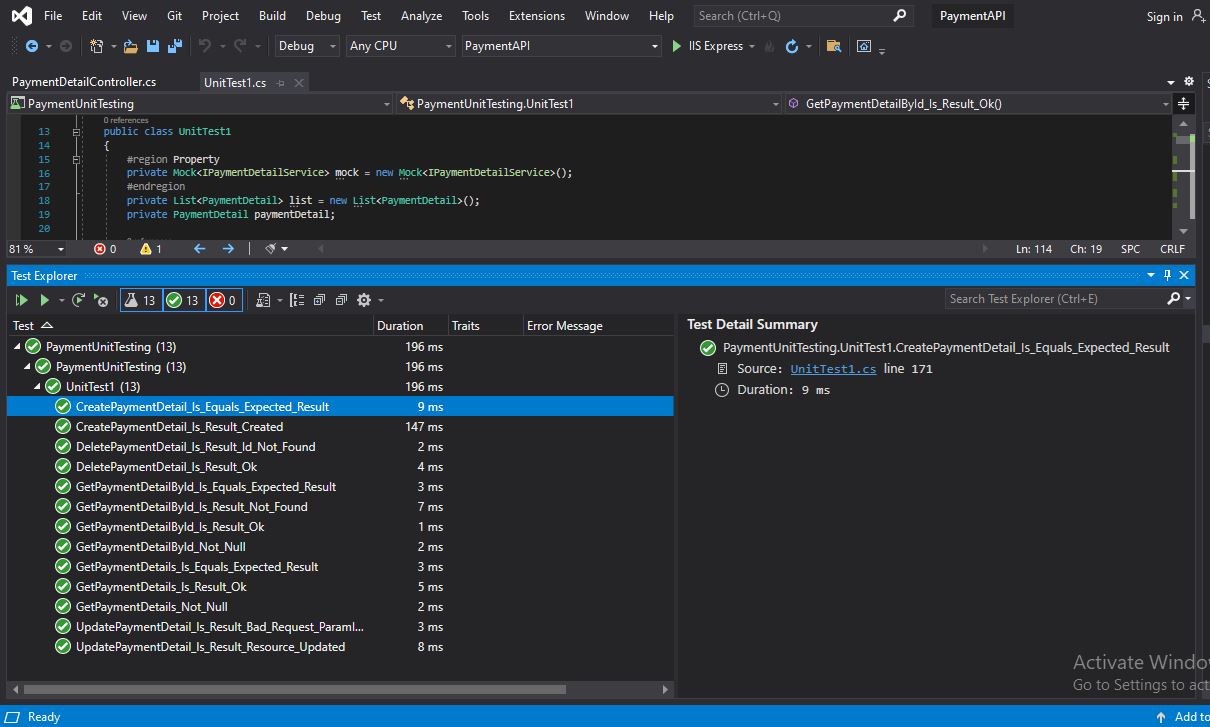 File Edit View Git Project Build Debug Test Analyze Tools Extensions Window Help Search (Ctrl+Q) PaymentAPI Sign in
Debug Any CPU PaymentAPI IIS Express
PaymentDetailController.cs UnitTest1.cs
PaymentUnitTesting PaymentUnitTesting.UnitTest1 GetPaymentDetailById_Is_Result_Ok()
0 references
13 public class UnitTest1
14 {
15 #region Property
16 private Mock<IPaymentDetailService> mock = new Mock<IPaymentDetailService>();
17 #endregion
18 private List<PaymentDetail> list = new List<PaymentDetail>();
19 private PaymentDetail paymentDetail;
20
81 % 0 1 Ln: 114 Ch: 19 SPC CRLF
Test Explorer
13 13 0 Search Test Explorer (Ctrl+E)
Test Duration Traits Error Message
PaymentUnitTesting (13) 196 ms
PaymentUnitTesting (13) 196 ms
UnitTest1 (13) 196 ms
CreatePaymentDetail_Is_Equals_Expected_Result 9 ms
CreatePaymentDetail_Is_Result_Created 147 ms
DeletePaymentDetail_Is_Result_Id_Not_Found 2 ms
DeletePaymentDetail_Is_Result_Ok 4 ms
GetPaymentDetailById_Is_Equals_Expected_Result 3 ms
GetPaymentDetailById_Is_Result_Not_Found 7 ms
GetPaymentDetailById_Is_Result_Ok 1 ms
GetPaymentDetailById_Not_Null 2 ms
GetPaymentDetails_Is_Equals_Expected_Result 3 ms
GetPaymentDetails_Is_Result_Ok 5 ms
GetPaymentDetails_Not_Null 2 ms
UpdatePaymentDetail_Is_Result_Bad_Request_ParamI... 3 ms
UpdatePaymentDetail_Is_Result_Resource_Updated 8 ms
Test Detail Summary
PaymentUnitTesting.UnitTest1.CreatePaymentDetail_Is_Equals_Expected_Result
Source: UnitTest1.cs line 171
Duration: 9 ms
Activate Windo
Go to Settings to act
Ready Add to